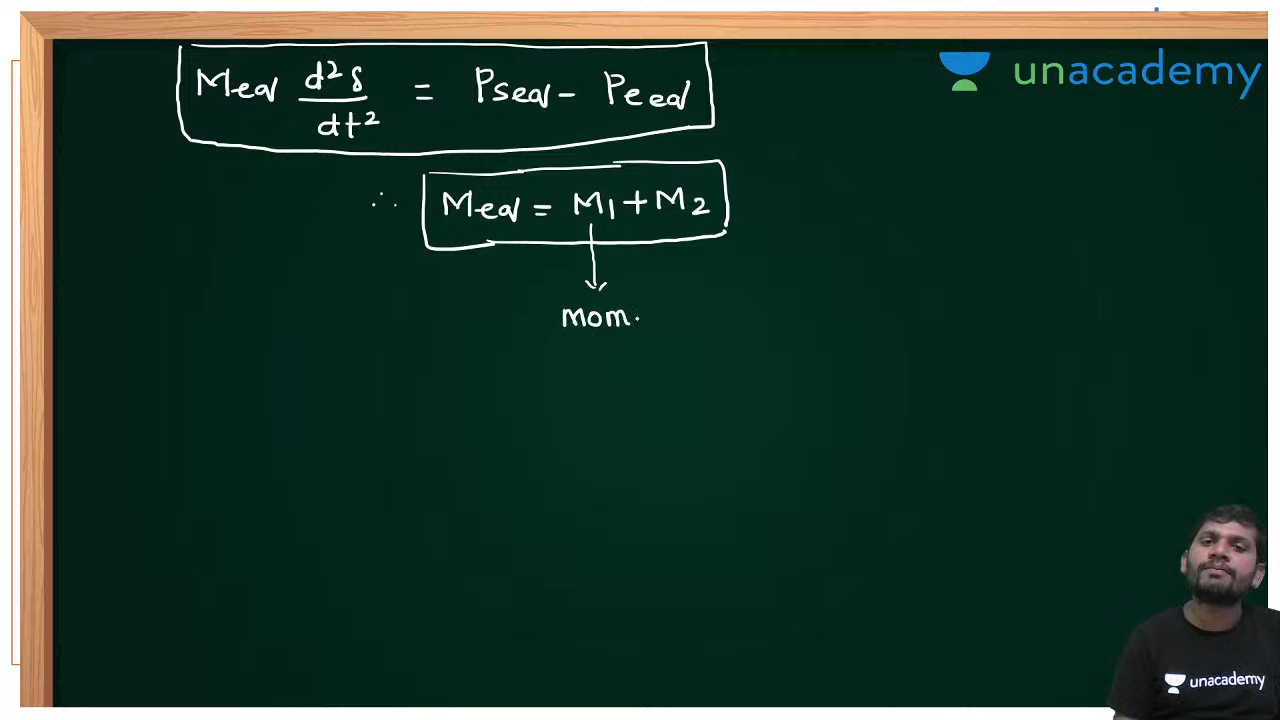 unacademy
Meq d²δ/dt² = Pseq - Peeq
∴ Meq = M1 + M2
mom.
unacademy